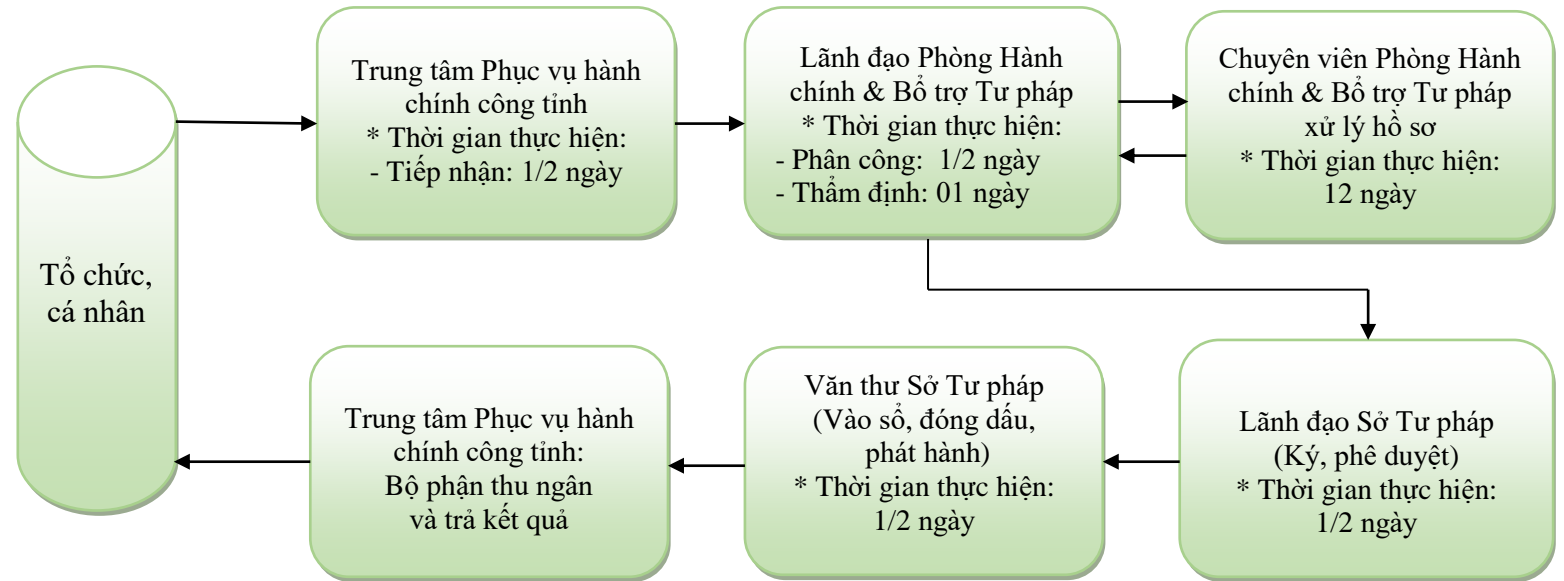 Tổ chức,
cá nhân
Trung tâm Phục vụ hành
chính công tỉnh
* Thời gian thực hiện:
- Tiếp nhận: 1/2 ngày
Lãnh đạo Phòng Hành
chính & Bổ trợ Tư pháp
* Thời gian thực hiện:
- Phân công: 1/2 ngày
- Thẩm định: 01 ngày
Chuyên viên Phòng Hành
chính & Bổ trợ Tư pháp
xử lý hồ sơ
* Thời gian thực hiện:
12 ngày
Lãnh đạo Sở Tư pháp
(Ký, phê duyệt)
* Thời gian thực hiện:
1/2 ngày
Văn thư Sở Tư pháp
(Vào sổ, đóng dấu,
phát hành)
* Thời gian thực hiện:
1/2 ngày
Trung tâm Phục vụ hành
chính công tỉnh:
Bộ phận thu ngân
và trả kết quả